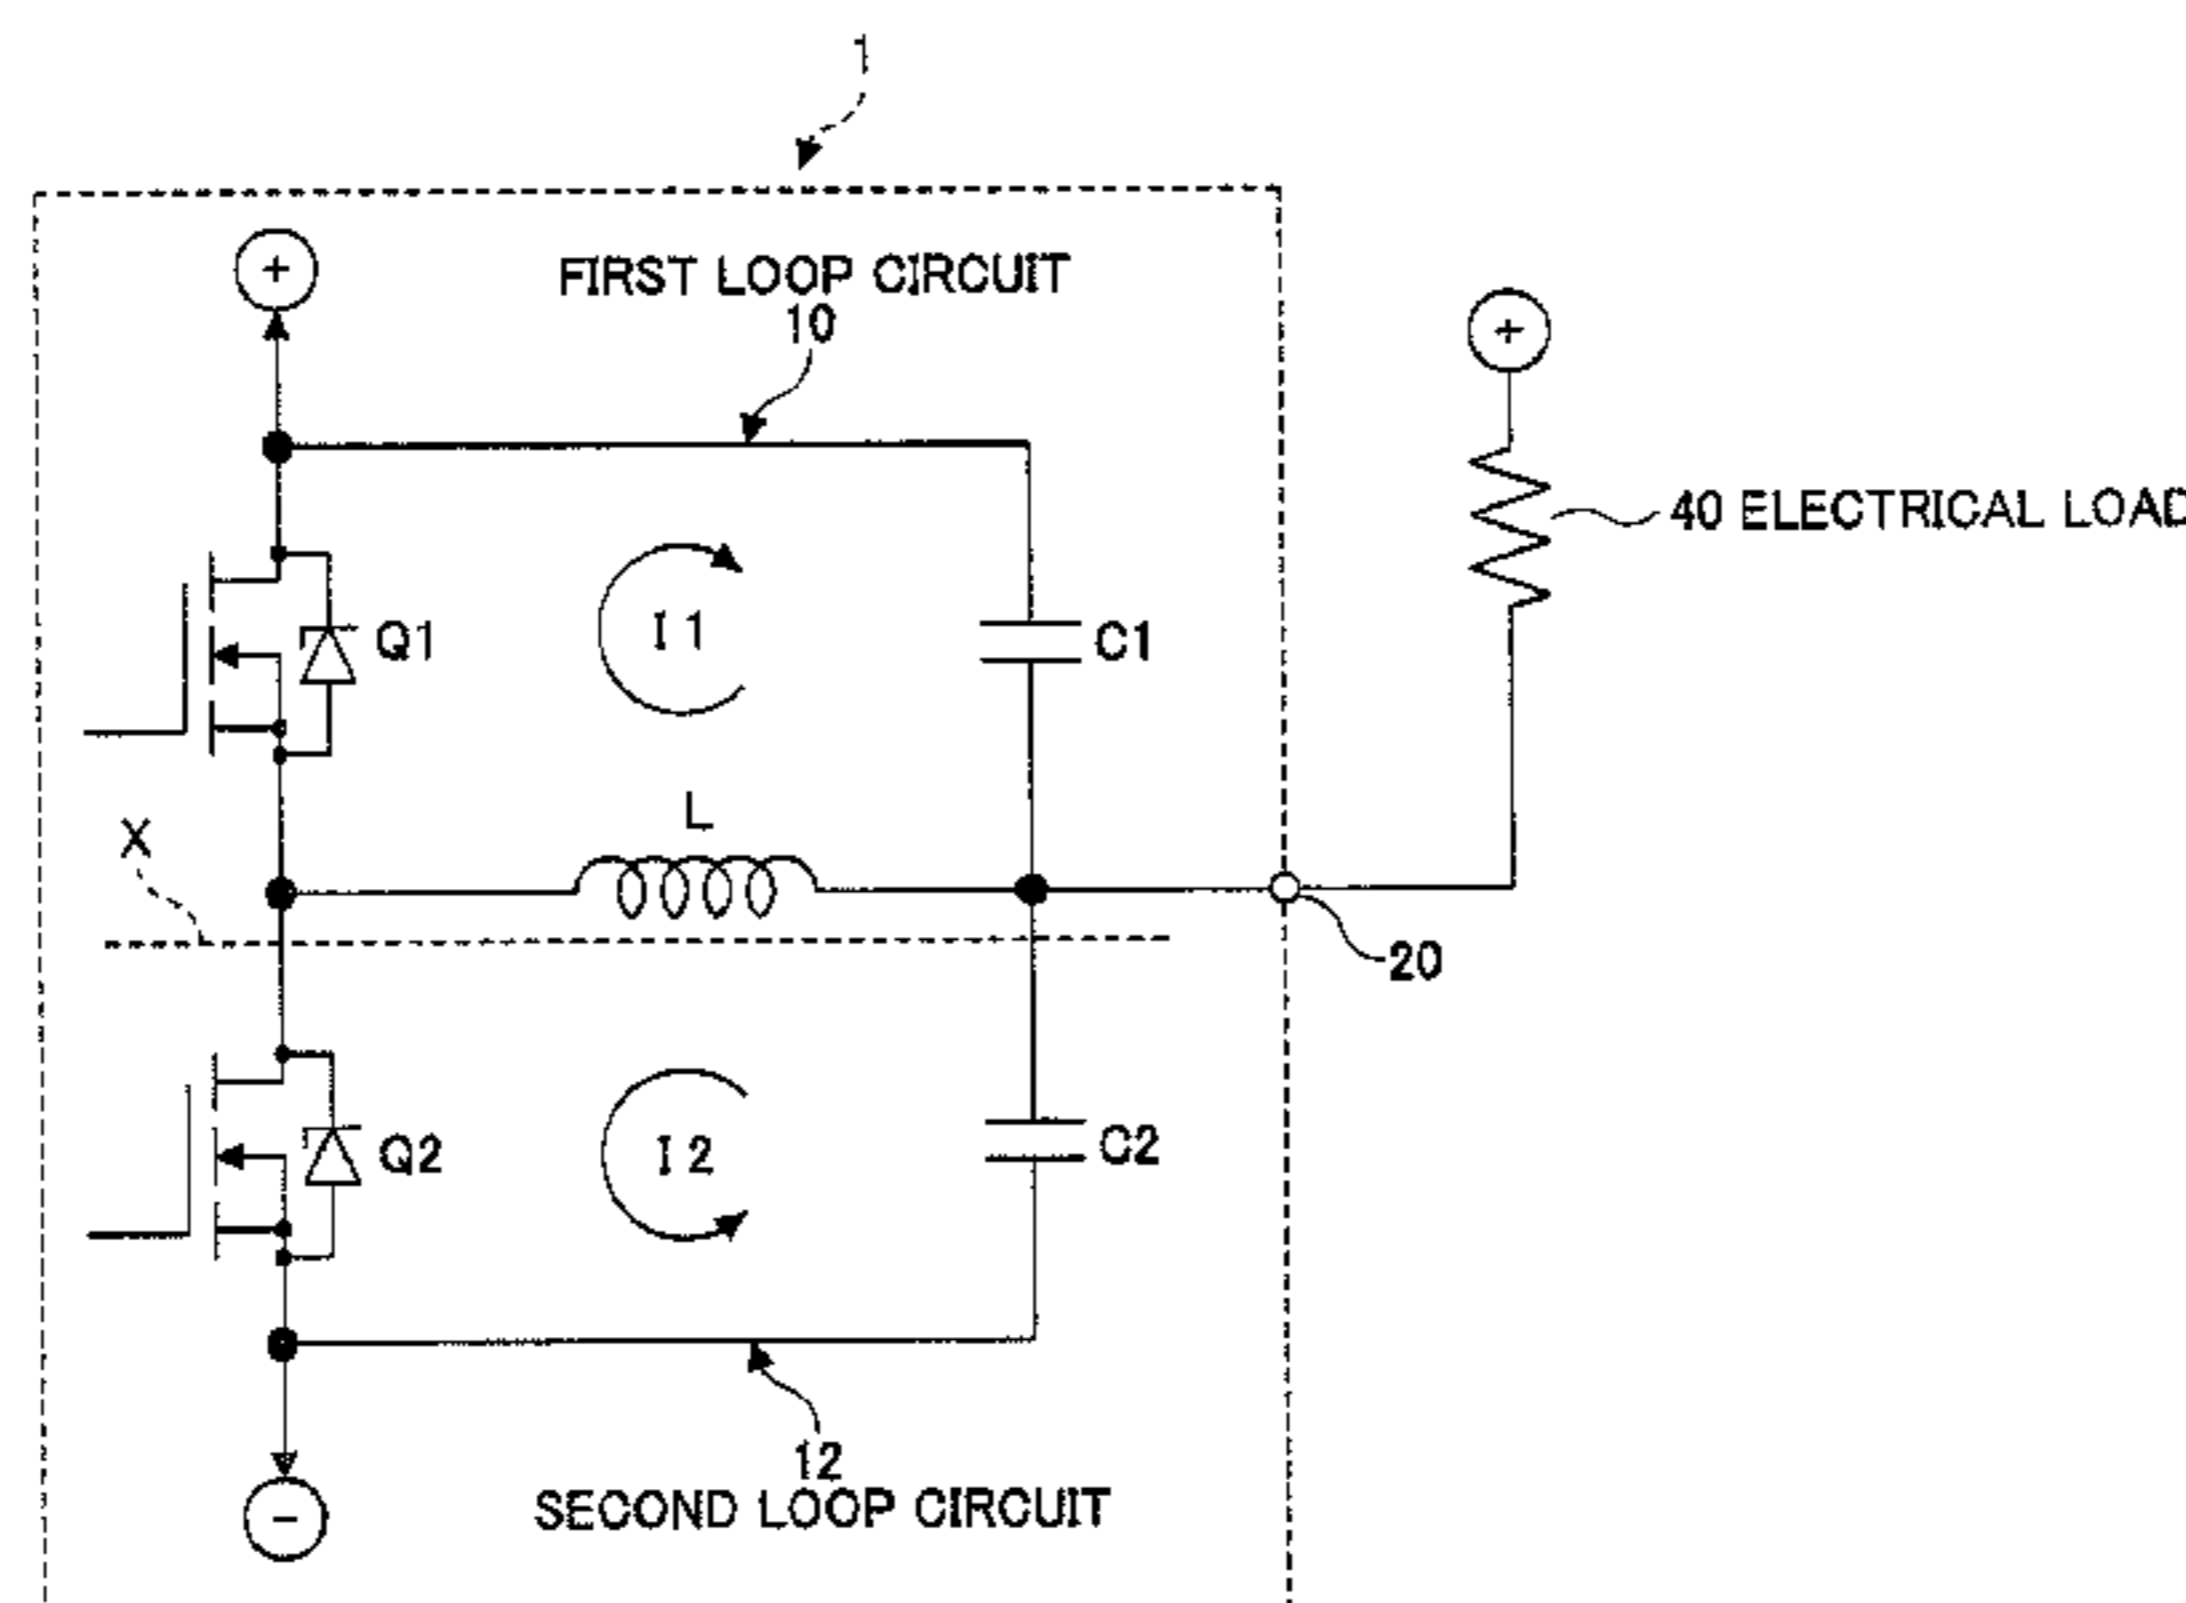 1
+
FIRST LOOP CIRCUIT
10
+
40 ELECTRICAL LOAD
I1
Q1
C1
L
X
20
Q2
I2
C2
12
SECOND LOOP CIRCUIT
-